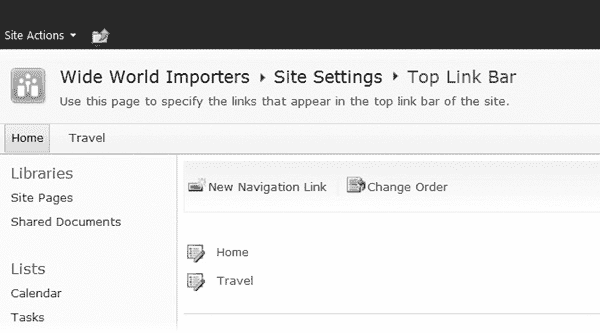 Site Actions
Wide World Importers ▸ Site Settings ▸ Top Link Bar
Use this page to specify the links that appear in the top link bar of the site.
Home Travel
Libraries
Site Pages
Shared Documents
Lists
Calendar
Tasks
New Navigation Link Change Order
Home
Travel